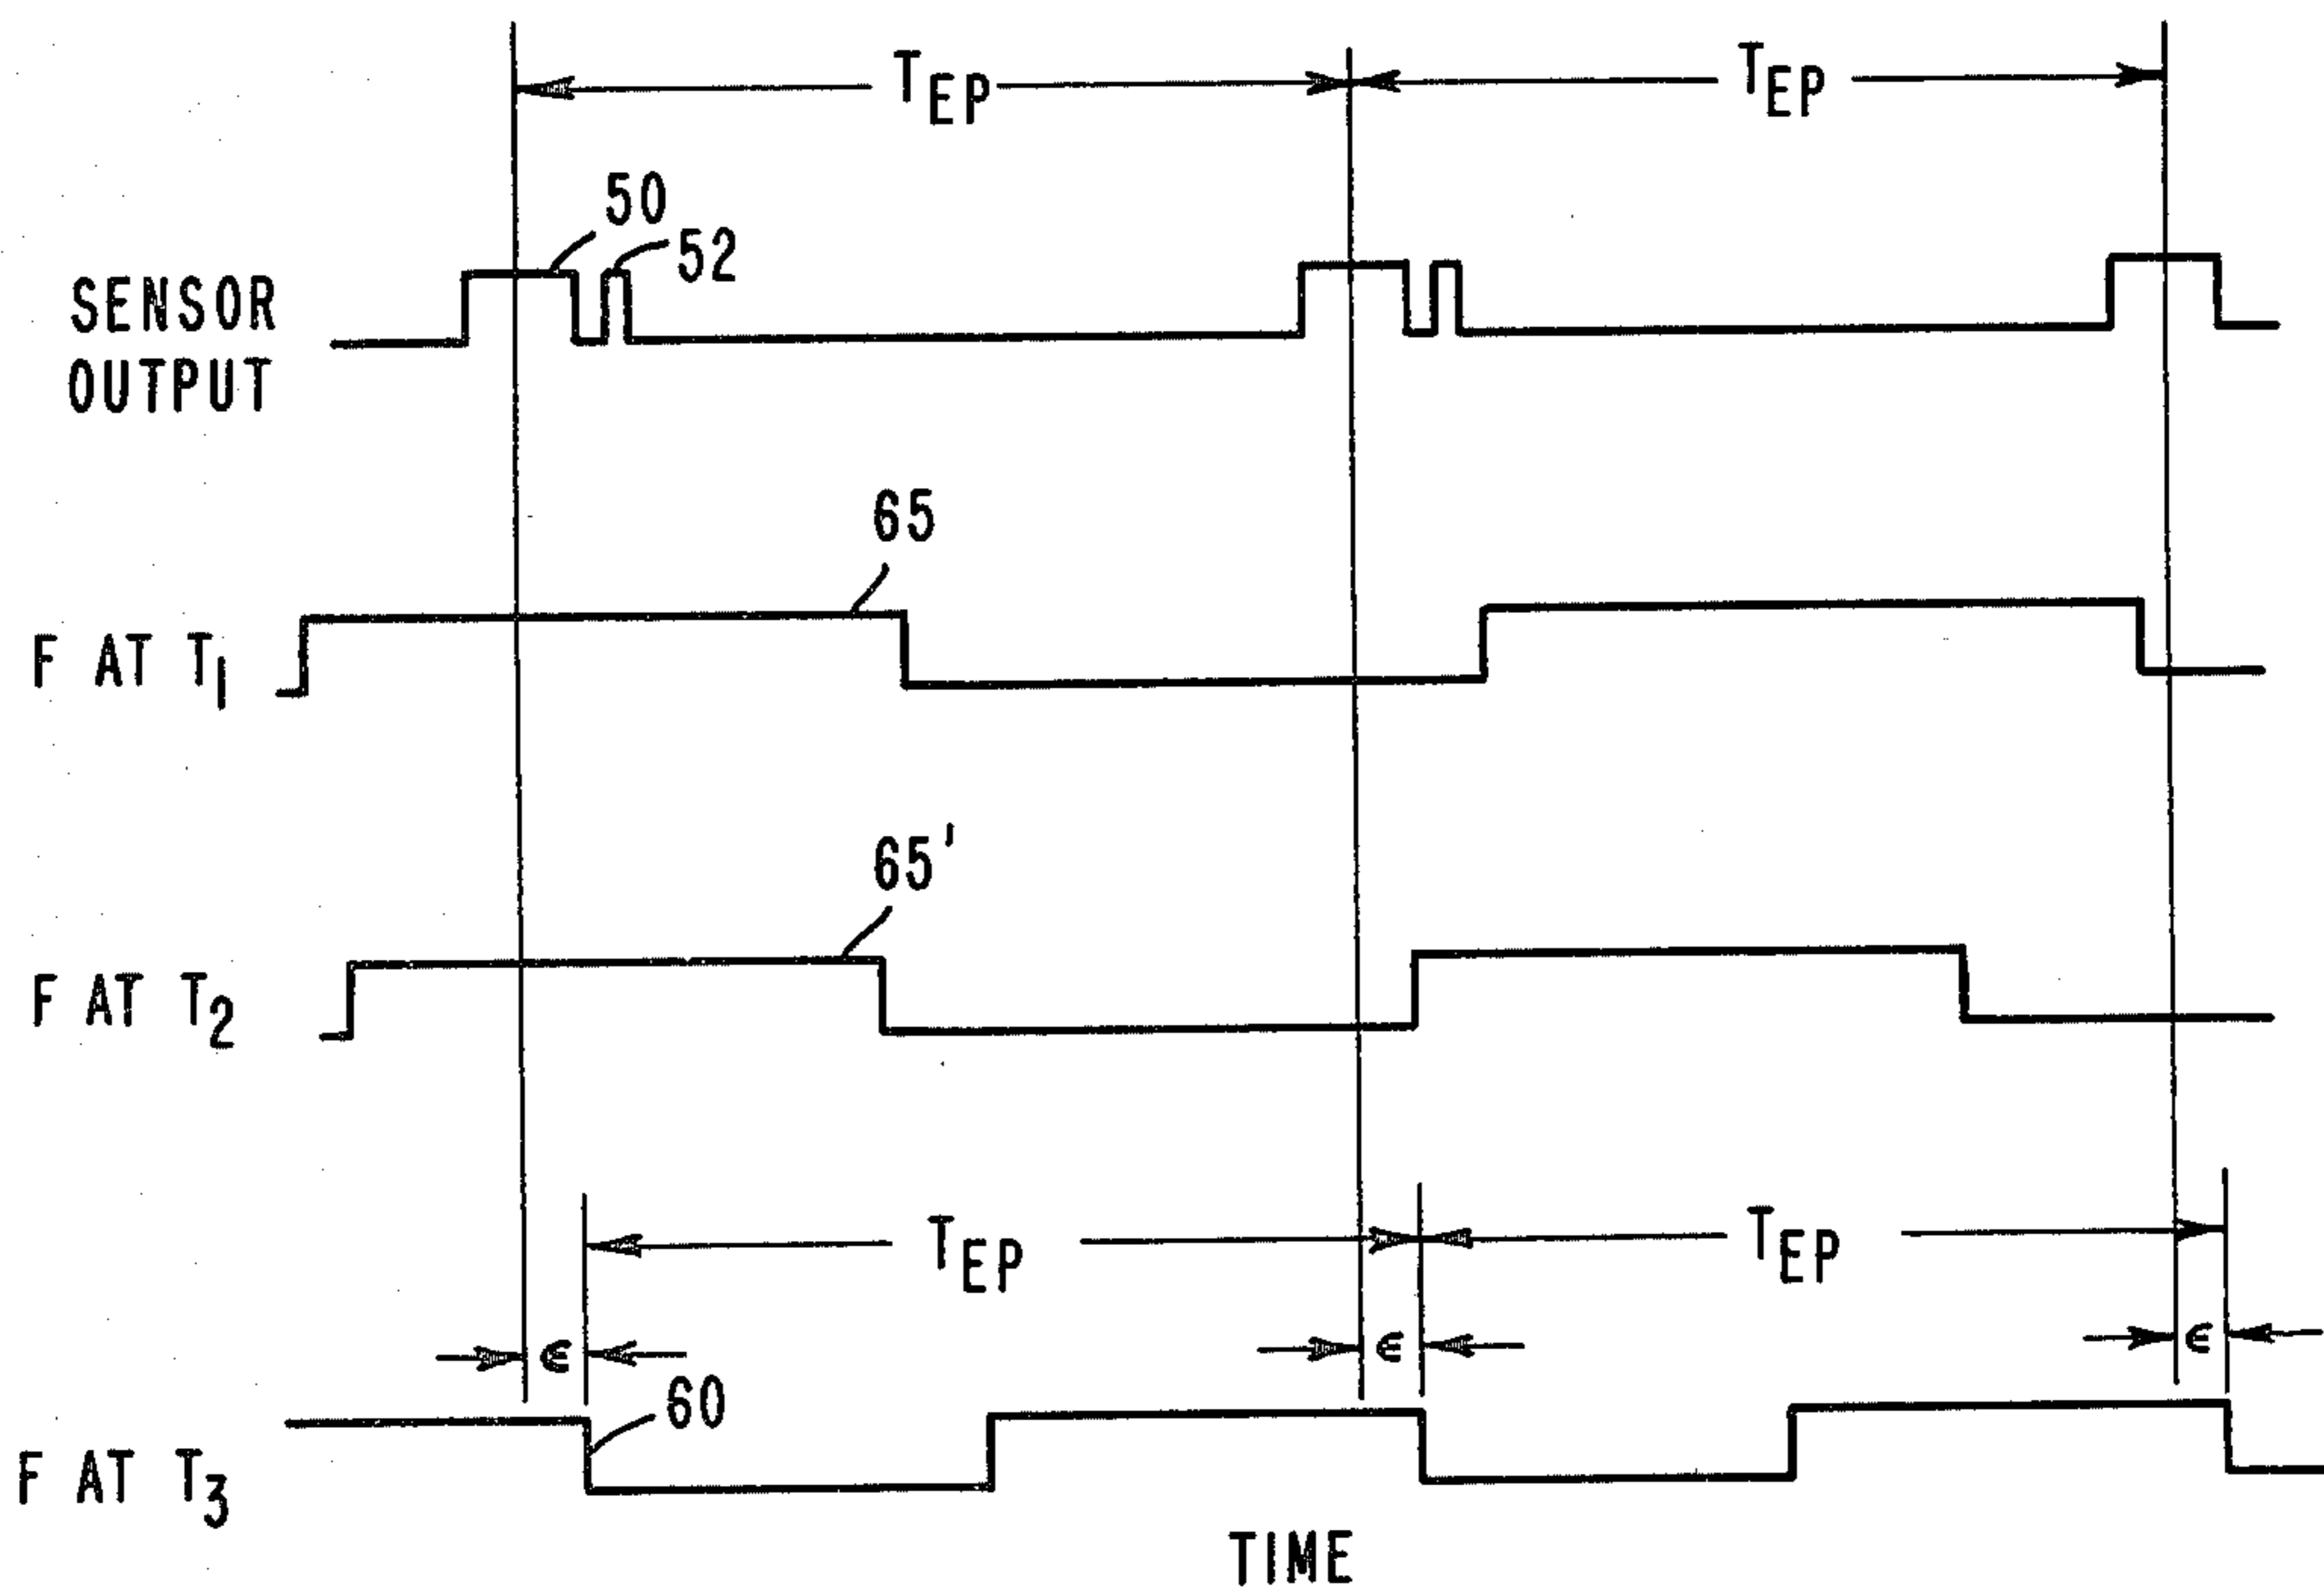 T_EP T_EP
50
52
SENSOR
OUTPUT
65
F AT T_1
65'
F AT T_2
T_EP T_EP
ϵ ϵ ϵ
60
F AT T_3
TIME